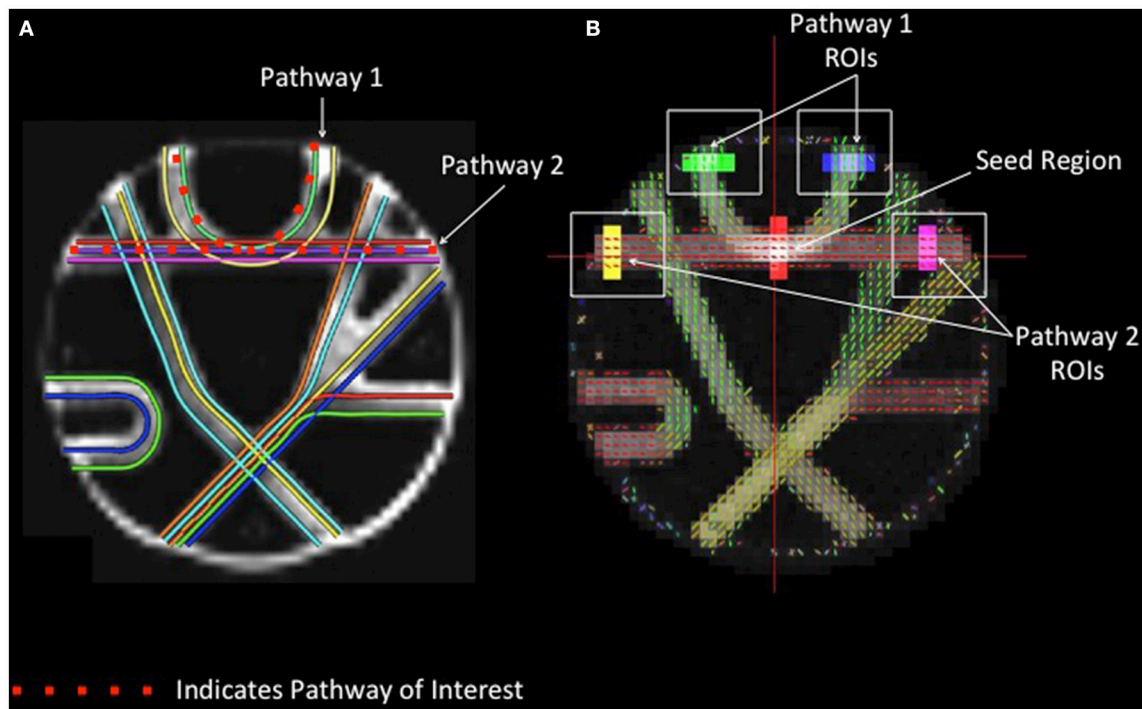 A
Pathway 1
Pathway 2
B
Pathway 1
ROIs
Seed Region
Pathway 2
ROIs
Indicates Pathway of Interest